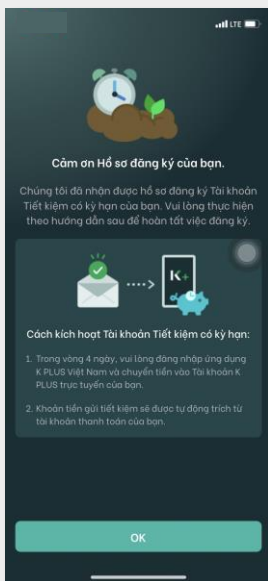 LTE
Cảm ơn Hồ sơ đăng ký của bạn.
Chúng tôi đã nhận được hồ sơ đăng ký Tài khoản
Tiết kiệm có kỳ hạn của bạn. Vui lòng thực hiện
theo hướng dẫn sau để hoàn tất việc đăng ký.
K+
Cách kích hoạt Tài khoản Tiết kiệm có kỳ hạn:
1. Trong vòng 4 ngày, vui lòng đăng nhập ứng dụng
K PLUS Việt Nam và chuyển tiền vào Tài khoản K
PLUS trực tuyến của bạn.
2. Khoản tiền gửi tiết kiệm sẽ được tự động trích từ
tài khoản thanh toán của bạn.
OK